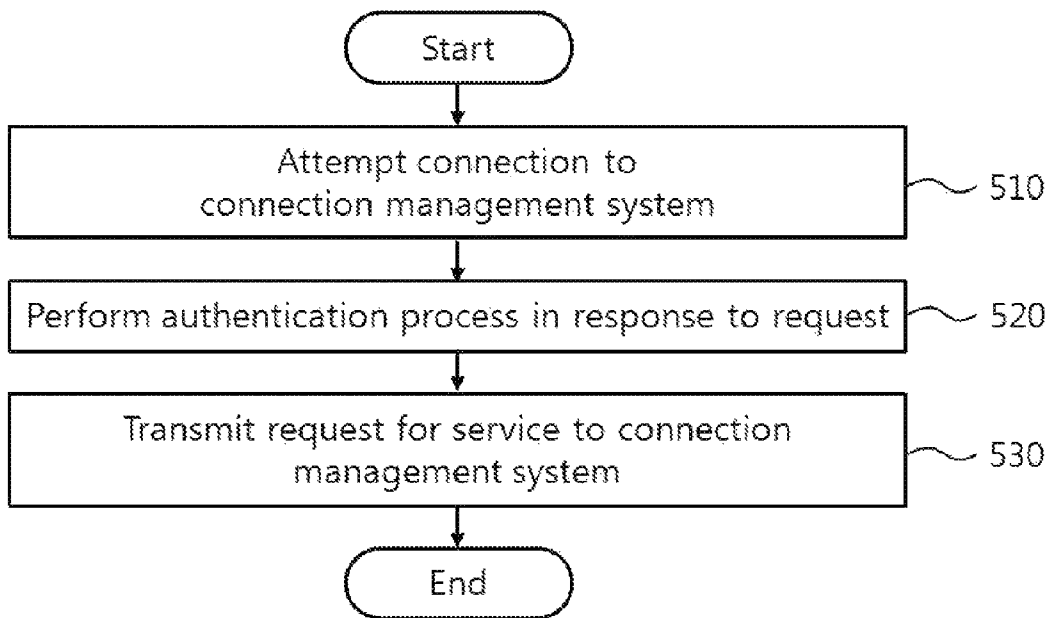 Start
Attempt connection to
connection management system
510
Perform authentication process in response to request
520
Transmit request for service to connection
management system
530
End